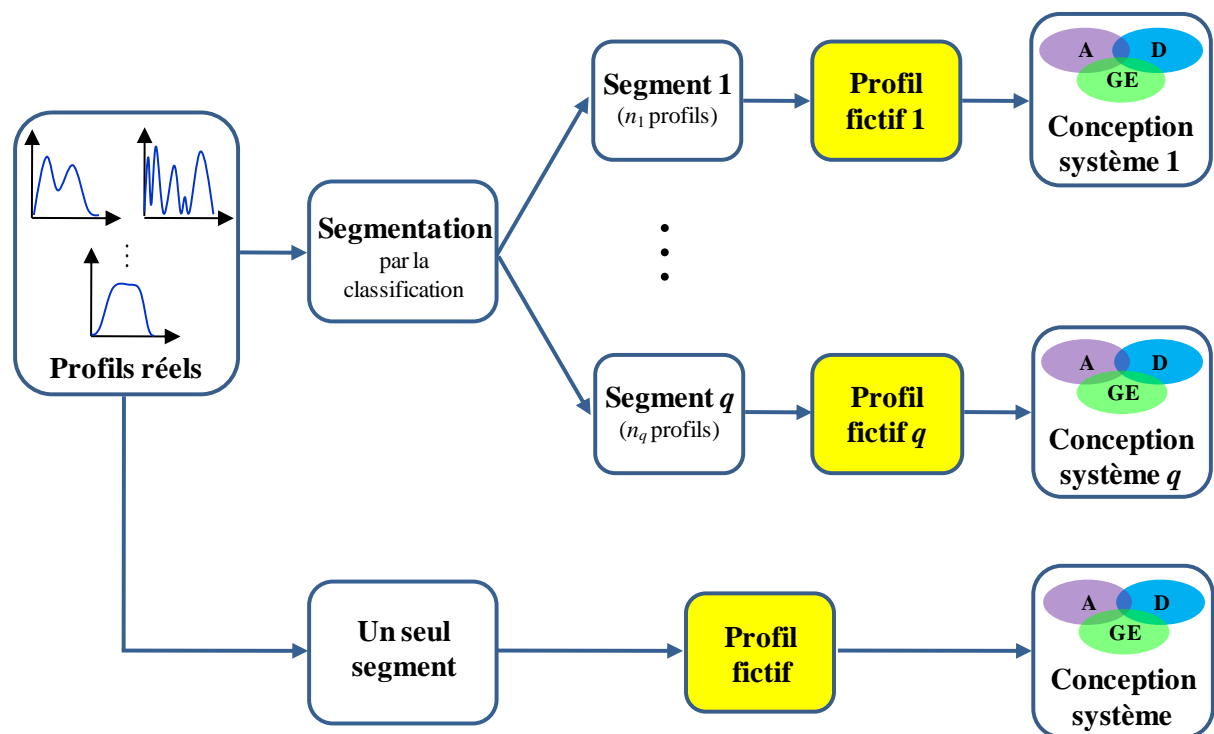 Profils réels
Segmentation
par la
classification
Segment 1
(n₁ profils)
Profil
fictif 1
A D
GE
Conception
système 1
Segment q
(n_q profils)
Profil
fictif q
A D
GE
Conception
système q
Un seul
segment
Profil
fictif
A D
GE
Conception
système